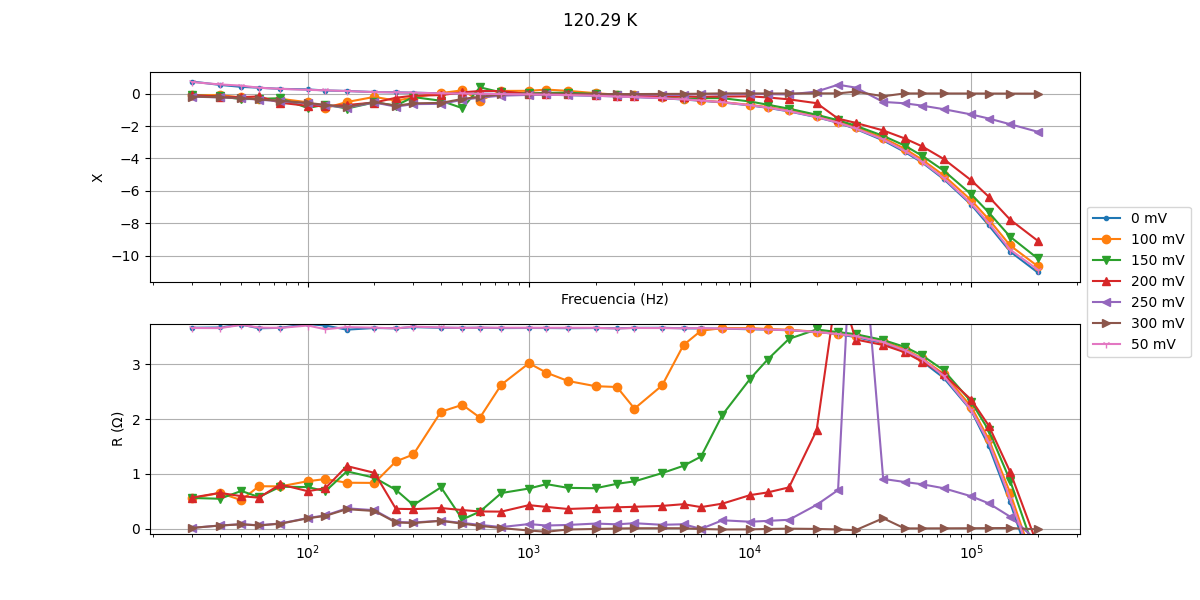 120.29 K
0
−2
−4
−6
−8
−10
X
Frecuencia (Hz)
3
2
1
0
R (Ω)
10²
10³
10⁴
10⁵
0 mV
100 mV
150 mV
200 mV
250 mV
300 mV
50 mV